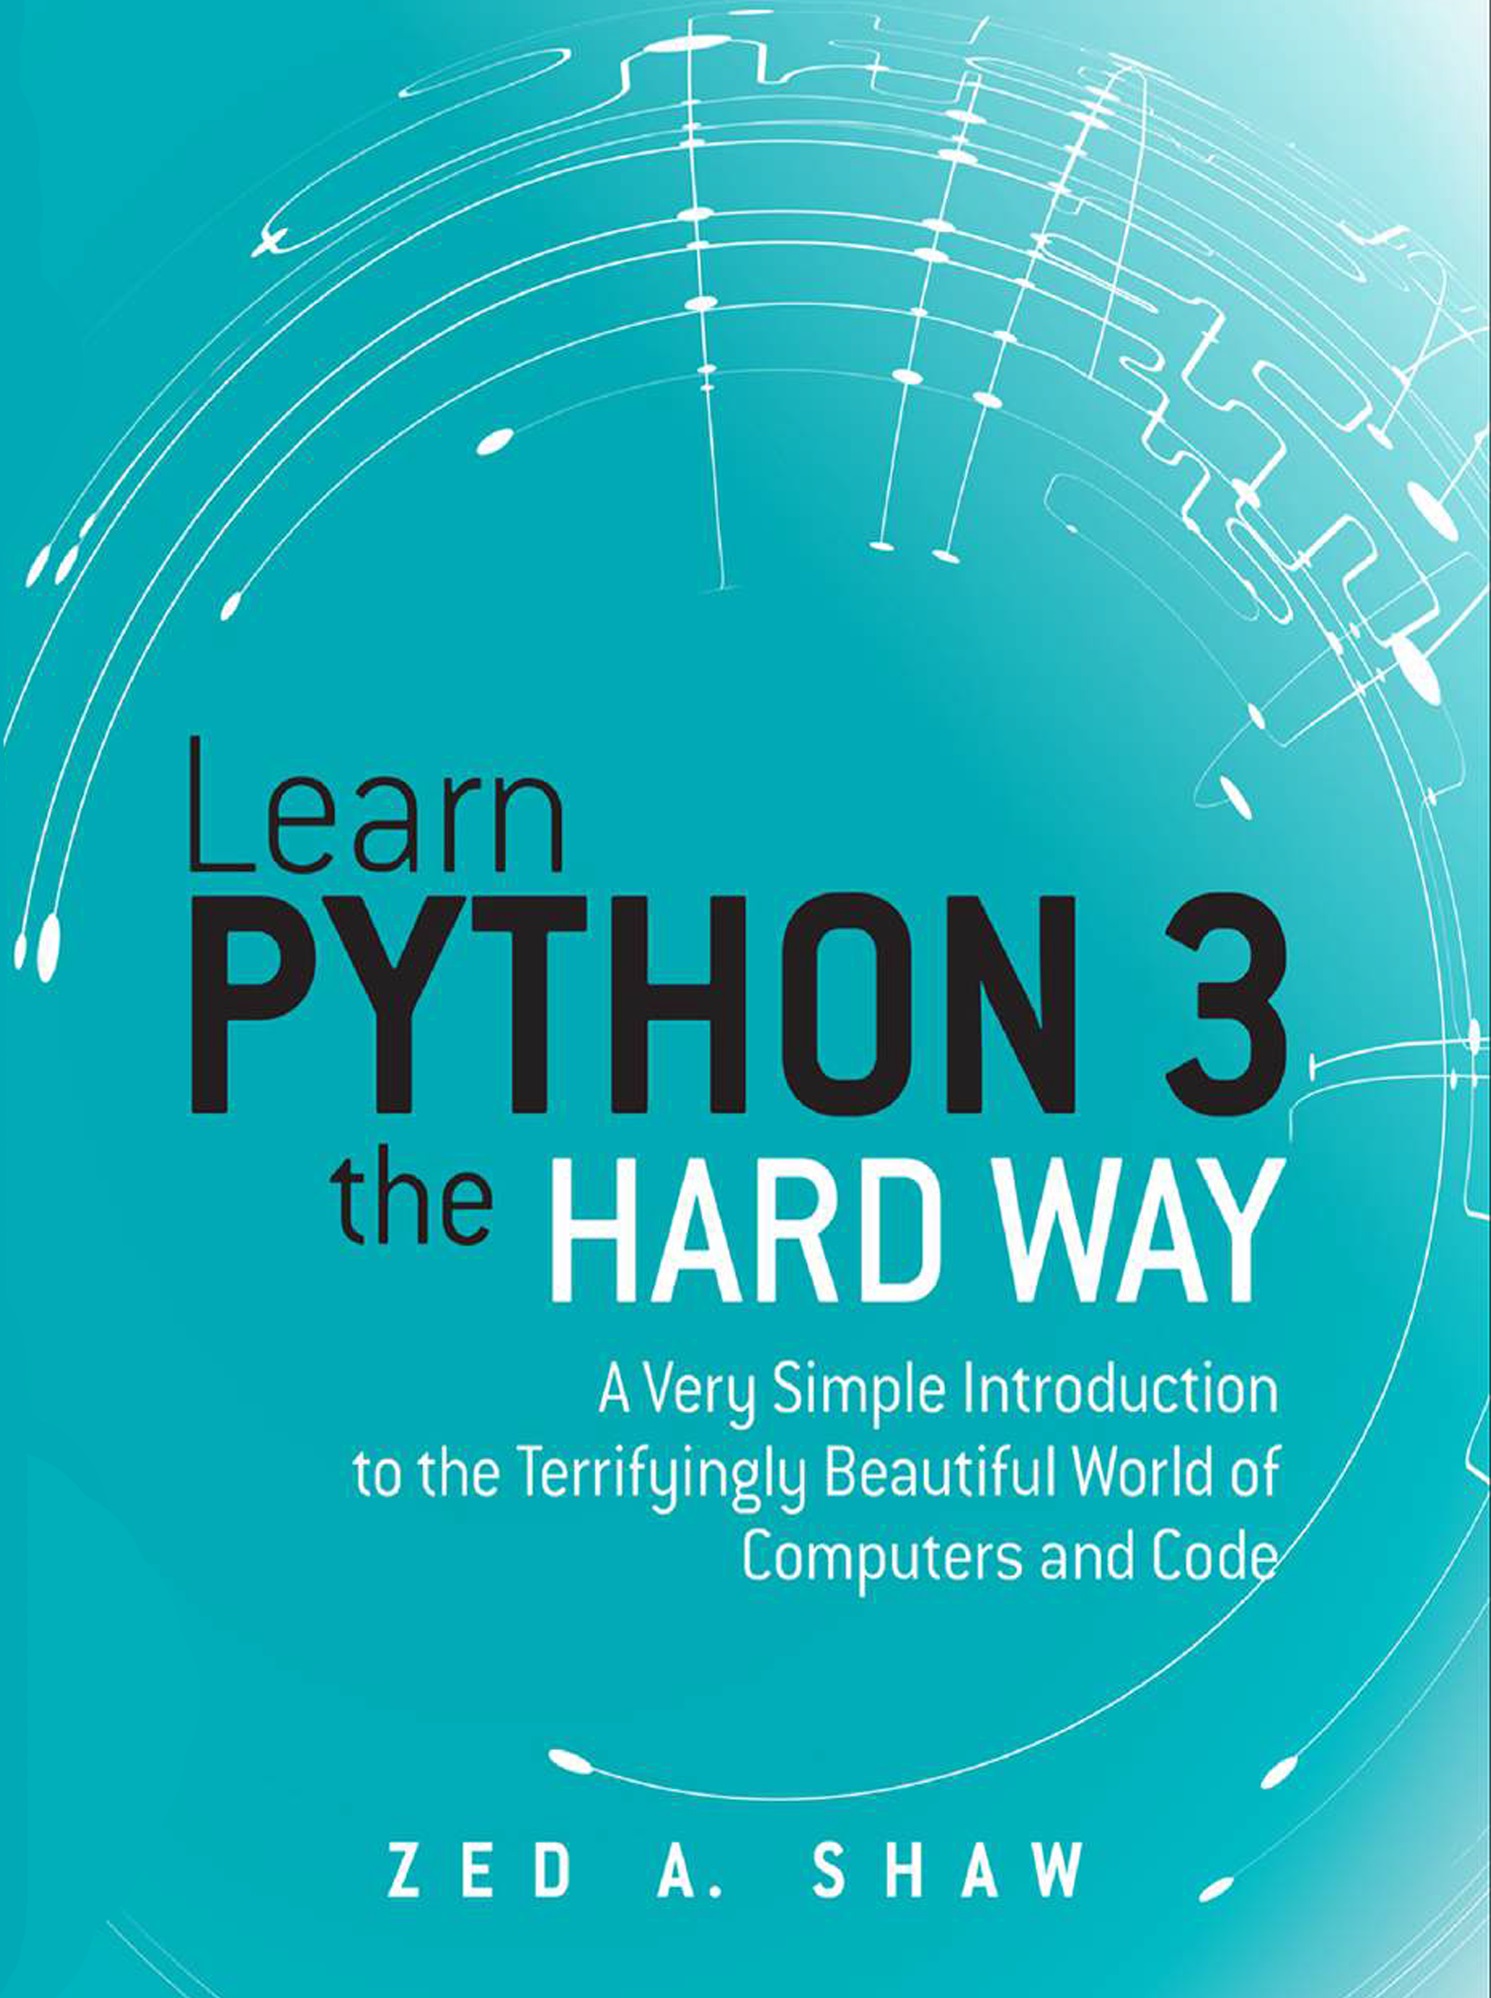 Learn
PYTHON 3
the HARD WAY
A Very Simple Introduction
to the Terrifyingly Beautiful World of
Computers and Code
ZED A. SHAW